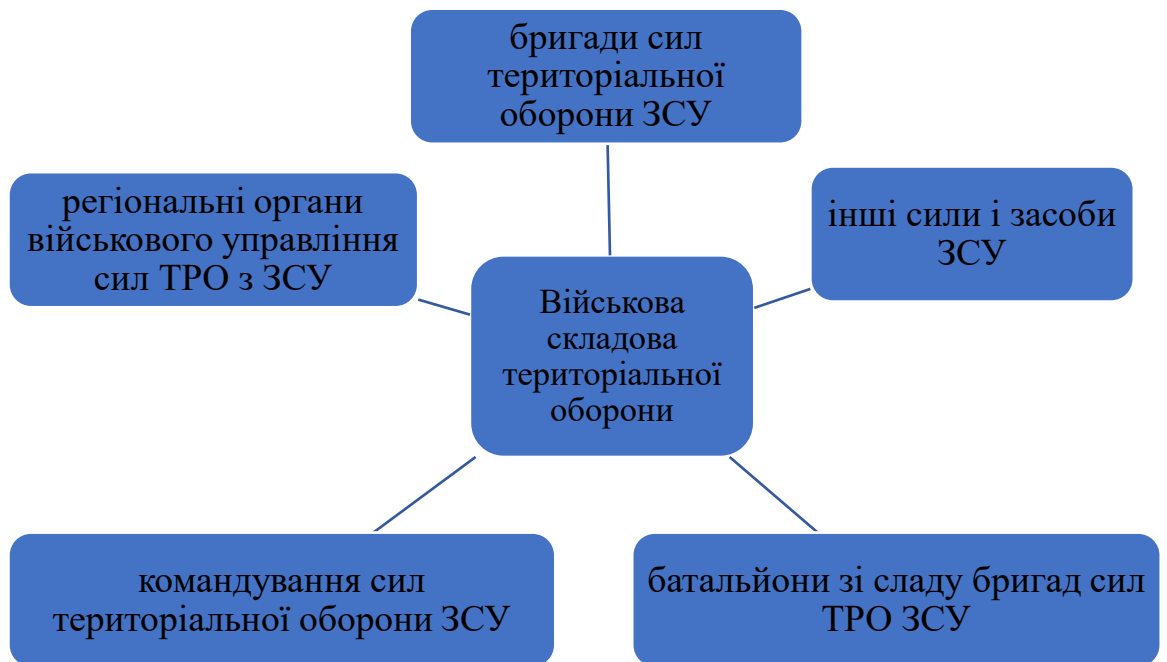 бригади сил
територіальної
оборони ЗСУ
регіональні органи
військового управління
сил ТРО з ЗСУ
інші сили і засоби
ЗСУ
Військова
складова
територіальної
оборони
командування сил
територіальної оборони ЗСУ
батальйони зі сладу бригад сил
ТРО ЗСУ